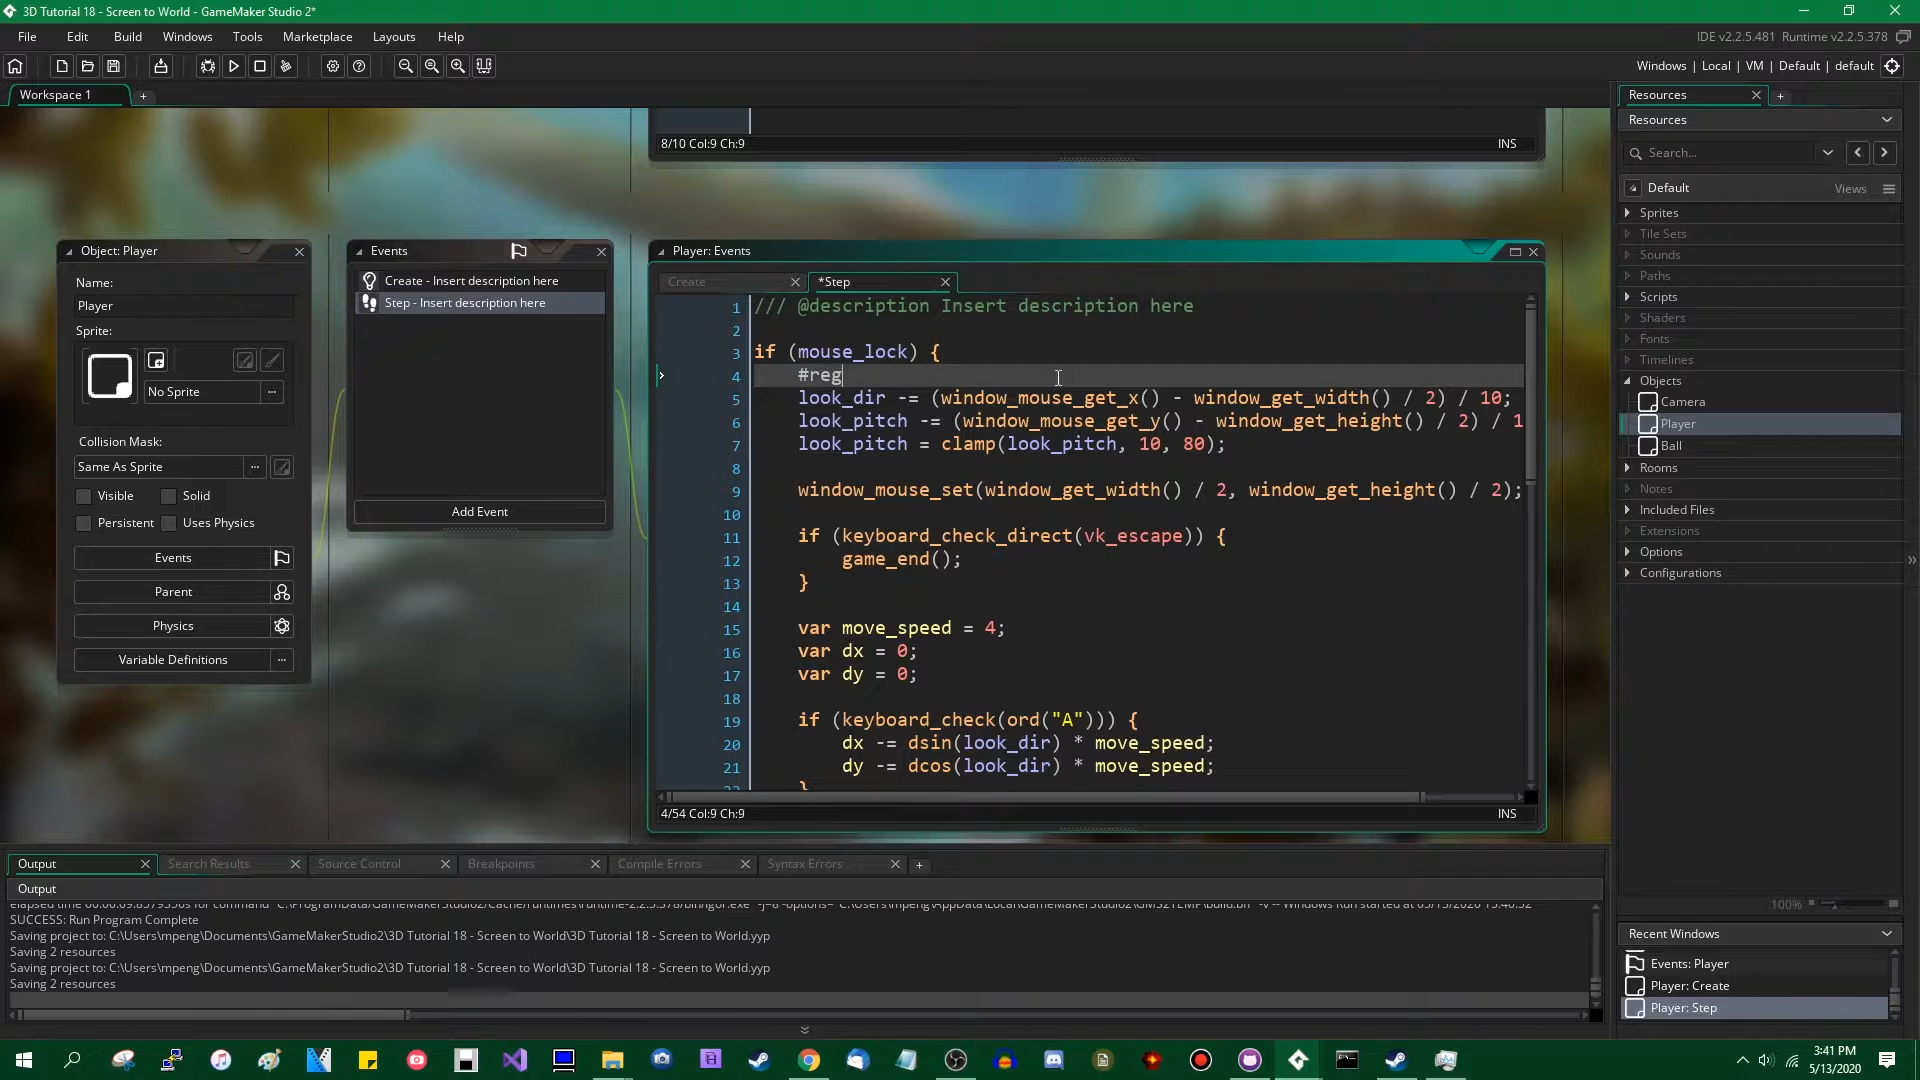 3D Tutorial 18 - Screen to World - GameMaker Studio 2*
File Edit Build Windows Tools Marketplace Layouts Help
IDE v2.2.5.481 Runtime v2.2.5.378
Windows | Local | VM | Default | default
Workspace 1
8/10 Col:9 Ch:9
INS
Object: Player
Name:
Player
Sprite:
No Sprite
Collision Mask:
Same As Sprite
Visible
Solid
Persistent
Uses Physics
Events
Parent
Physics
Variable Definitions
Events
Create - Insert description here
Step - Insert description here
Add Event
Player: Events
Create
*Step
1 /// @description Insert description here
2
3 if (mouse_lock) {
4 #reg
5 look_dir -= (window_mouse_get_x() - window_get_width() / 2) / 10;
6 look_pitch -= (window_mouse_get_y() - window_get_height() / 2) / 1
7 look_pitch = clamp(look_pitch, 10, 80);
8
9 window_mouse_set(window_get_width() / 2, window_get_height() / 2);
10
11 if (keyboard_check_direct(vk_escape)) {
12 game_end();
13 }
14
15 var move_speed = 4;
16 var dx = 0;
17 var dy = 0;
18
19 if (keyboard_check(ord("A"))) {
20 dx -= dsin(look_dir) * move_speed;
21 dy -= dcos(look_dir) * move_speed;
4/54 Col:9 Ch:9
INS
Resources
Resources
Search...
Default
Views
Sprites
Tile Sets
Sounds
Paths
Scripts
Shaders
Fonts
Timelines
Objects
Camera
Player
Ball
Rooms
Notes
Included Files
Extensions
Options
Configurations
100%
Recent Windows
Events: Player
Player: Create
Player: Step
Output
Search Results
Source Control
Breakpoints
Compile Errors
Syntax Errors
Output
SUCCESS: Run Program Complete
Saving project to: C:\Users\mpeng\Documents\GameMakerStudio2\3D Tutorial 18 - Screen to World\3D Tutorial 18 - Screen to World.yyp
Saving 2 resources
Saving project to: C:\Users\mpeng\Documents\GameMakerStudio2\3D Tutorial 18 - Screen to World\3D Tutorial 18 - Screen to World.yyp
Saving 2 resources
3:41 PM
5/13/2020